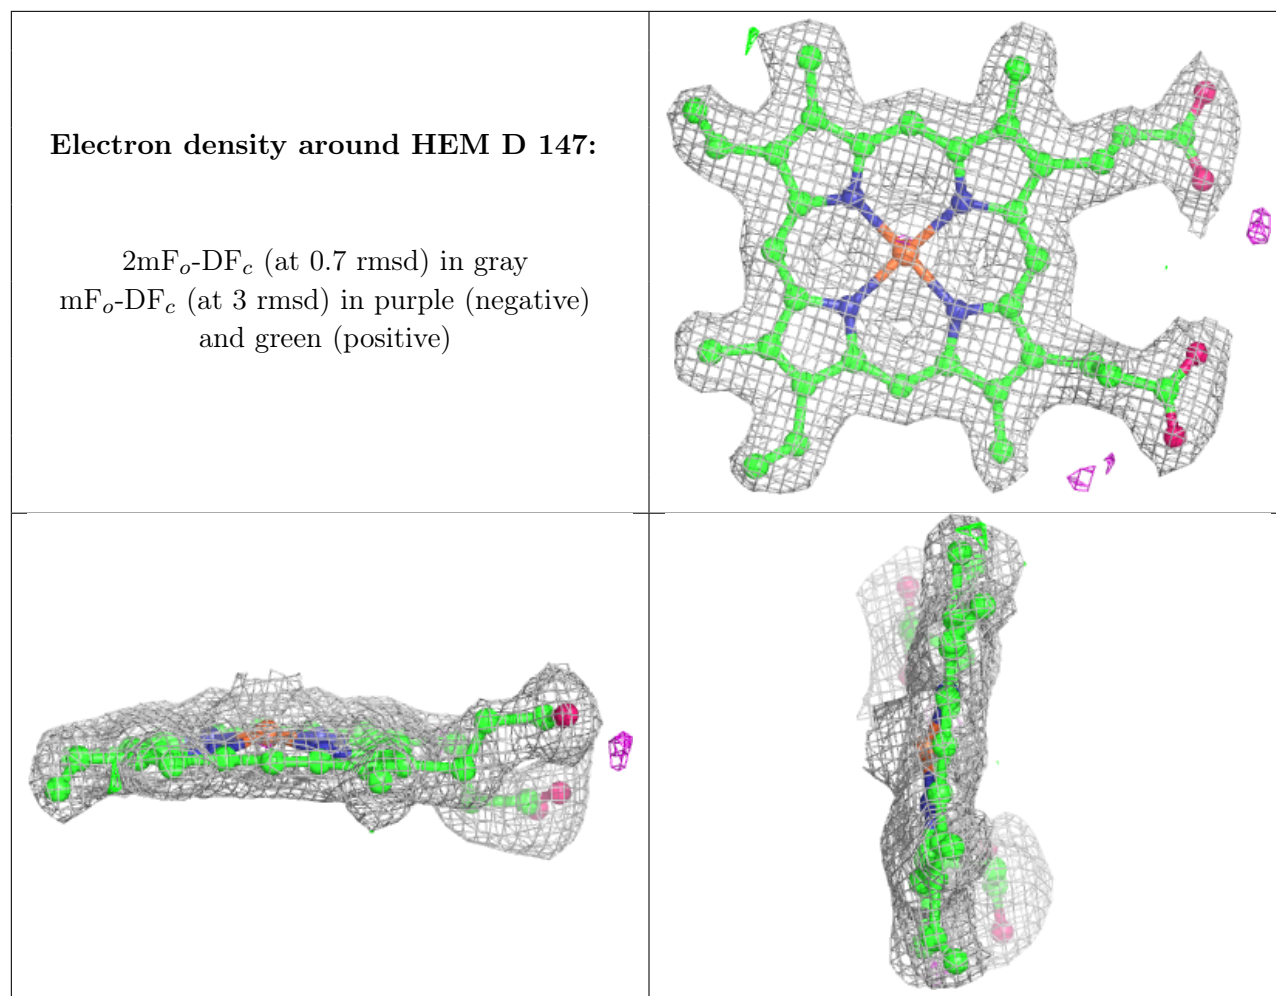 Electron density around HEM D 147:
2mFₒ-DF𝒸 (at 0.7 rmsd) in gray
mFₒ-DF𝒸 (at 3 rmsd) in purple (negative)
and green (positive)